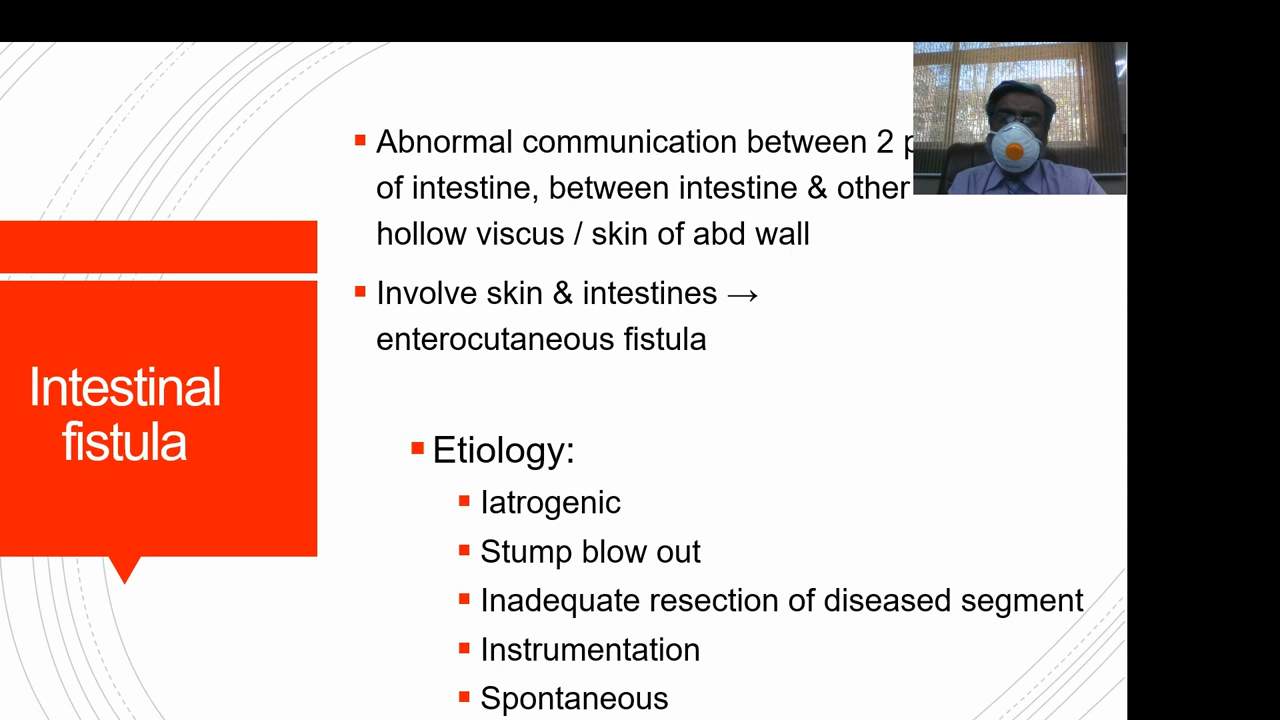 Intestinal
fistula
Abnormal communication between 2
of intestine, between intestine & other
hollow viscus / skin of abd wall
Involve skin & intestines →
enterocutaneous fistula
Etiology:
Iatrogenic
Stump blow out
Inadequate resection of diseased segment
Instrumentation
Spontaneous